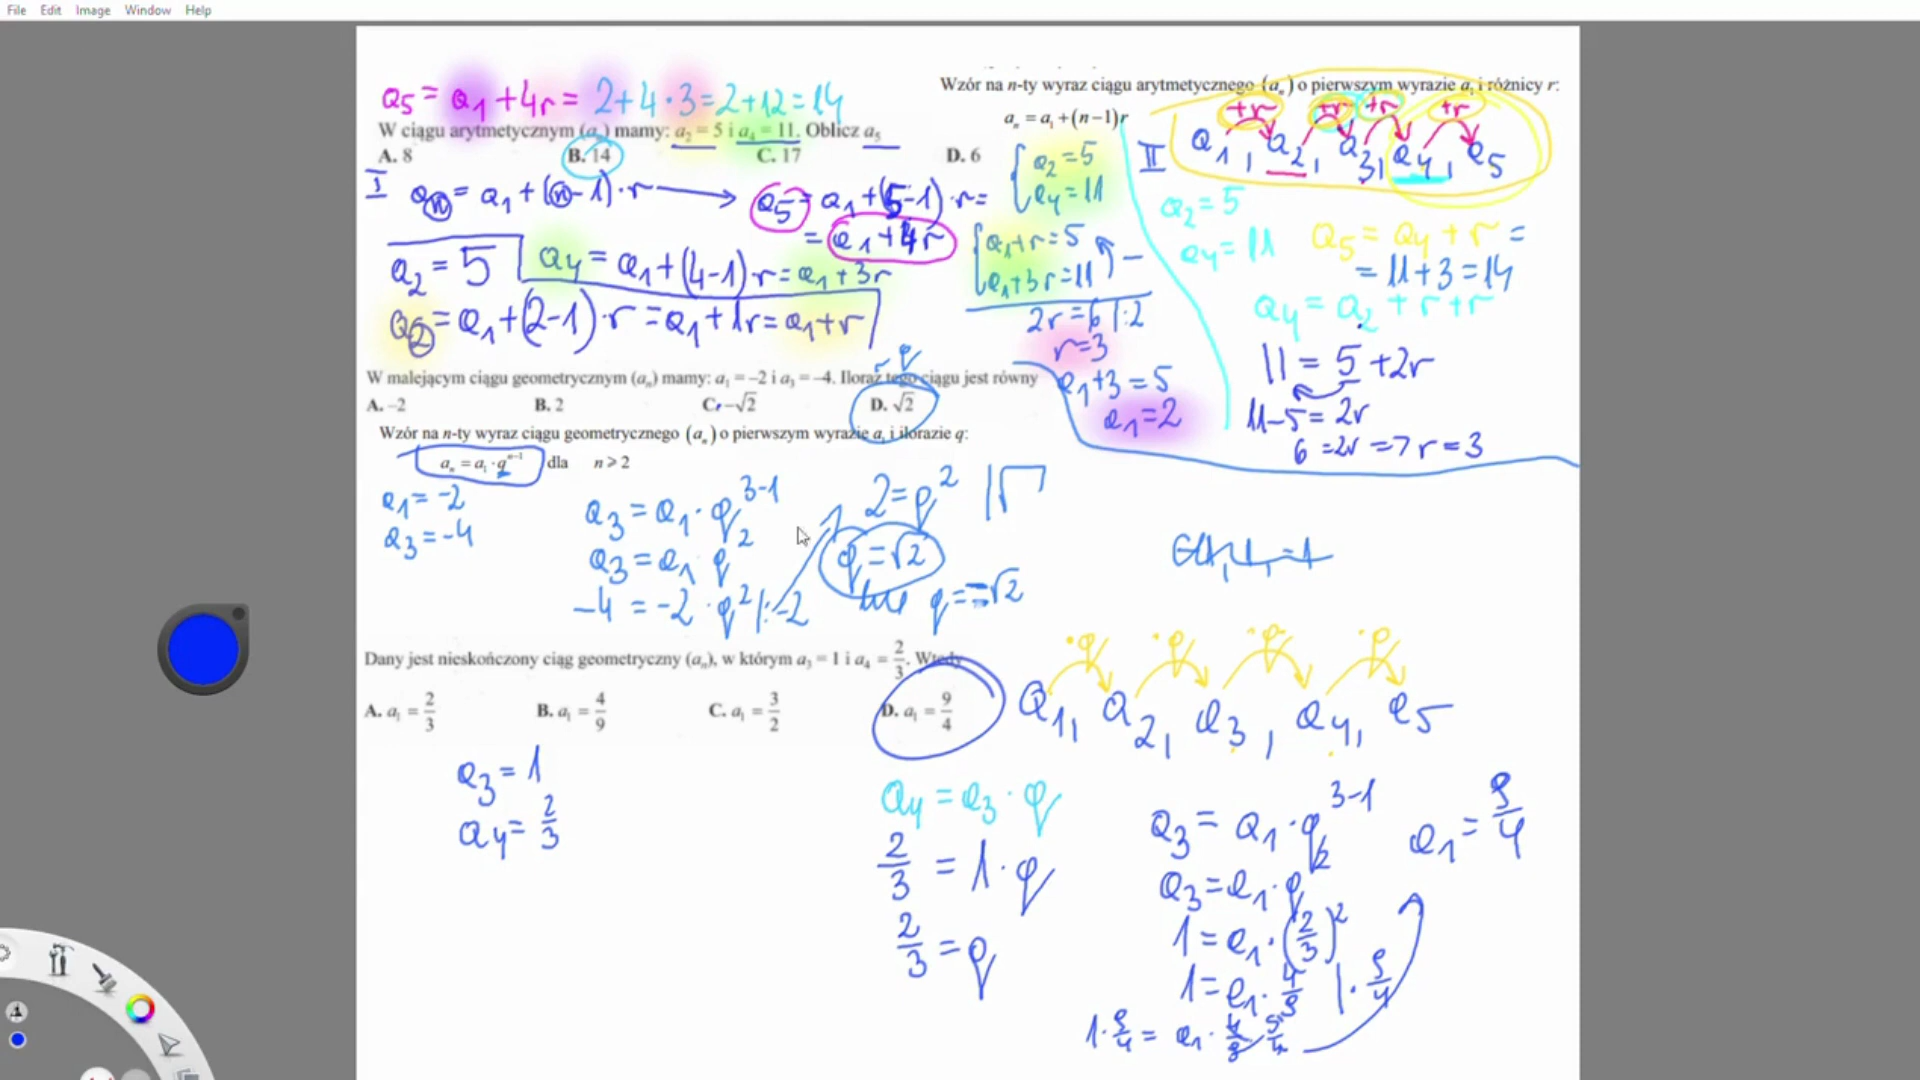 File Edit Image Window Help
a5 = a1 + 4r = 2+4·3 = 2+12 = 14
W ciągu arytmetycznym (an) mamy: a2 = 5 i a4 = 11. Oblicz a5
A. 8 B. 14 C. 17 D. 6
I an = a1 + (n-1)·r → a5 = a1 + (5-1)·r =
= a1 + 4r
a2 = 5 a4 = a1 + (4-1)·r = a1 + 3r
a2 = a1 + (2-1)·r = a1 + 1r = a1 + r
Wzór na n-ty wyraz ciągu arytmetycznego (an) o pierwszym wyrazie a1 i różnicy r:
an = a1 + (n−1)r
a2 = 5
a4 = 11
a1 + r = 5
a1 + 3r = 11 −
2r = 6 |:2
r = 3
a1 + 3 = 5
a1 = 2
+r +r +r +r
II a1, a2, a3, a4, a5
a2 = 5
a4 = 11
a5 = a4 + r =
= 11 + 3 = 14
a4 = a2 + r + r
11 = 5 + 2r
11 − 5 = 2r
6 = 2r => r = 3
r q
W malejącym ciągu geometrycznym (an) mamy: a1 = −2 i a3 = −4. Iloraz tego ciągu jest równy
A. −2 B. 2 C. −√2 D. √2
Wzór na n-ty wyraz ciągu geometrycznego (an) o pierwszym wyrazie a1 i ilorazie q:
an = a1 · q^n−1 dla n ≥ 2
a1 = -2
a3 = -4
a3 = a1 · q^3-1
a3 = a1 q^2
-4 = -2 · q^2 |:-2
2 = q^2 |√
q = √2
lub q = -√2
Dany jest nieskończony ciąg geometryczny (an), w którym a3 = 1 i a4 = 2/3. Wtedy
A. a1 = 2/3 B. a1 = 4/9 C. a1 = 3/2 D. a1 = 9/4
a3 = 1
a4 = 2/3
·q ·q ·q ·q
a1, a2, a3, a4, a5
a4 = a3 · q
2/3 = 1 · q
2/3 = q
a3 = a1 · q^3-1
a3 = a1 · q^2
1 = a1 · (2/3)^2
1 = a1 · 4/9 | · 9/4
1 · 9/4 = a1 · 4/9 · 9/4
a1 = 9/4